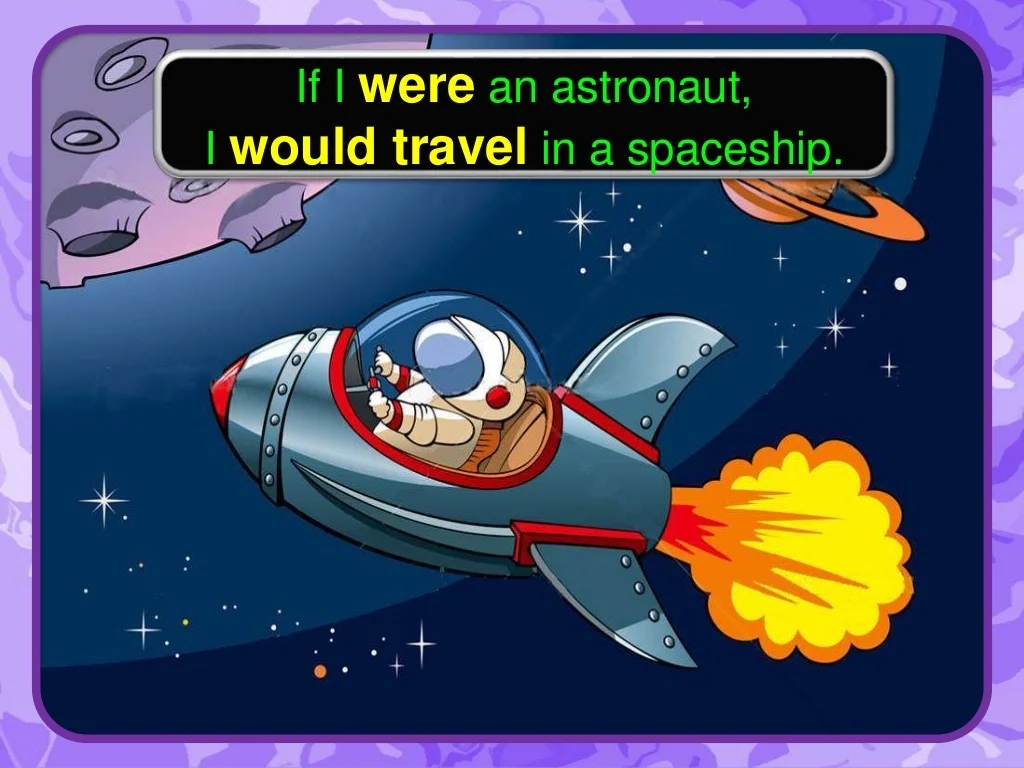 If I were an astronaut,
I would travel in a spaceship.